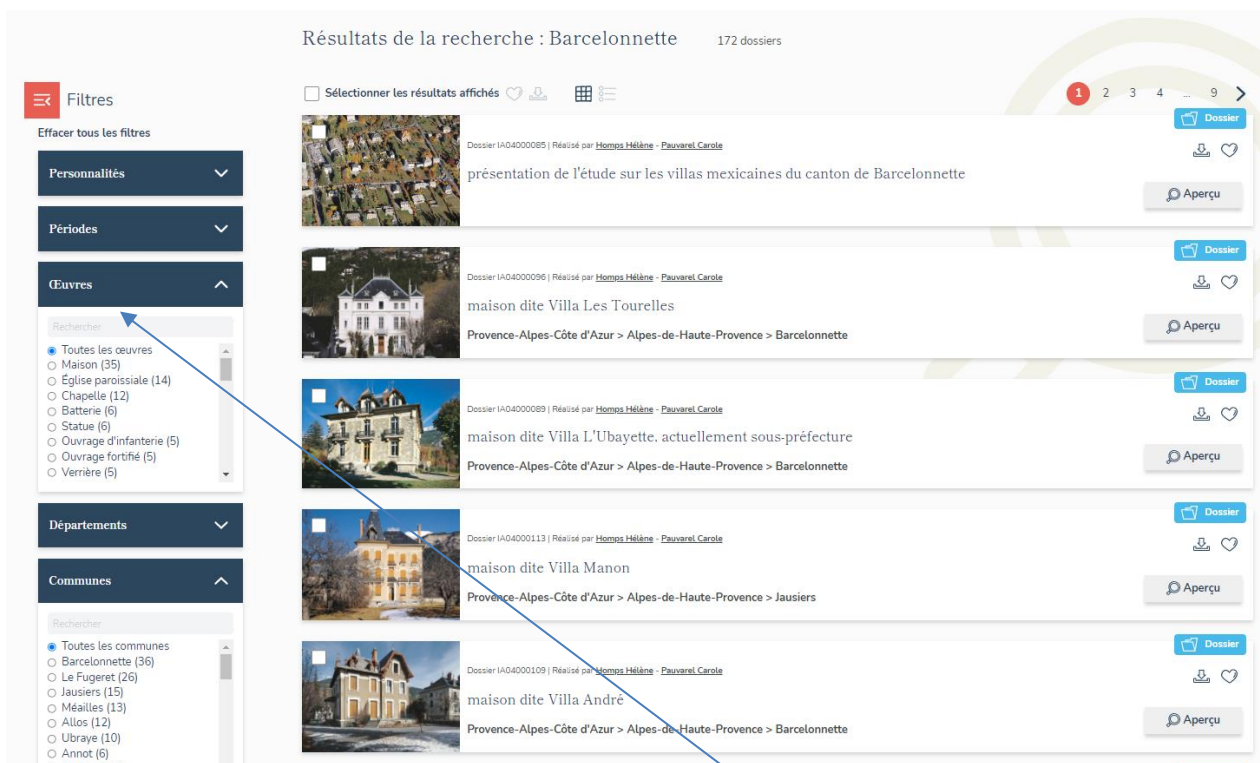 Résultats de la recherche : Barcelonnette 172 dossiers
Filtres
Effacer tous les filtres
Personnalités
Périodes
Œuvres
Rechercher
Toutes les œuvres
Maison (35)
Église paroissiale (14)
Chapelle (12)
Batterie (6)
Statue (6)
Ouvrage d'infanterie (5)
Ouvrage fortifié (5)
Verrière (5)
Départements
Communes
Rechercher
Toutes les communes
Barcelonnette (36)
Le Fugeret (26)
Jausiers (15)
Méailles (13)
Allos (12)
Ubraye (10)
Annot (6)
Sélectionner les résultats affichés
1 2 3 4 ... 9
Dossier
Dossier IA04000085 | Réalisé par Homps Hélène - Pauvarel Carole
présentation de l'étude sur les villas mexicaines du canton de Barcelonnette
Aperçu
Dossier
Dossier IA04000096 | Réalisé par Homps Hélène - Pauvarel Carole
maison dite Villa Les Tourelles
Provence-Alpes-Côte d'Azur > Alpes-de-Haute-Provence > Barcelonnette
Aperçu
Dossier
Dossier IA04000089 | Réalisé par Homps Hélène - Pauvarel Carole
maison dite Villa L'Ubayette, actuellement sous-préfecture
Provence-Alpes-Côte d'Azur > Alpes-de-Haute-Provence > Barcelonnette
Aperçu
Dossier
Dossier IA04000113 | Réalisé par Homps Hélène - Pauvarel Carole
maison dite Villa Manon
Provence-Alpes-Côte d'Azur > Alpes-de-Haute-Provence > Jausiers
Aperçu
Dossier
Dossier IA04000109 | Réalisé par Homps Hélène - Pauvarel Carole
maison dite Villa André
Provence-Alpes-Côte d'Azur > Alpes-de-Haute-Provence > Barcelonnette
Aperçu